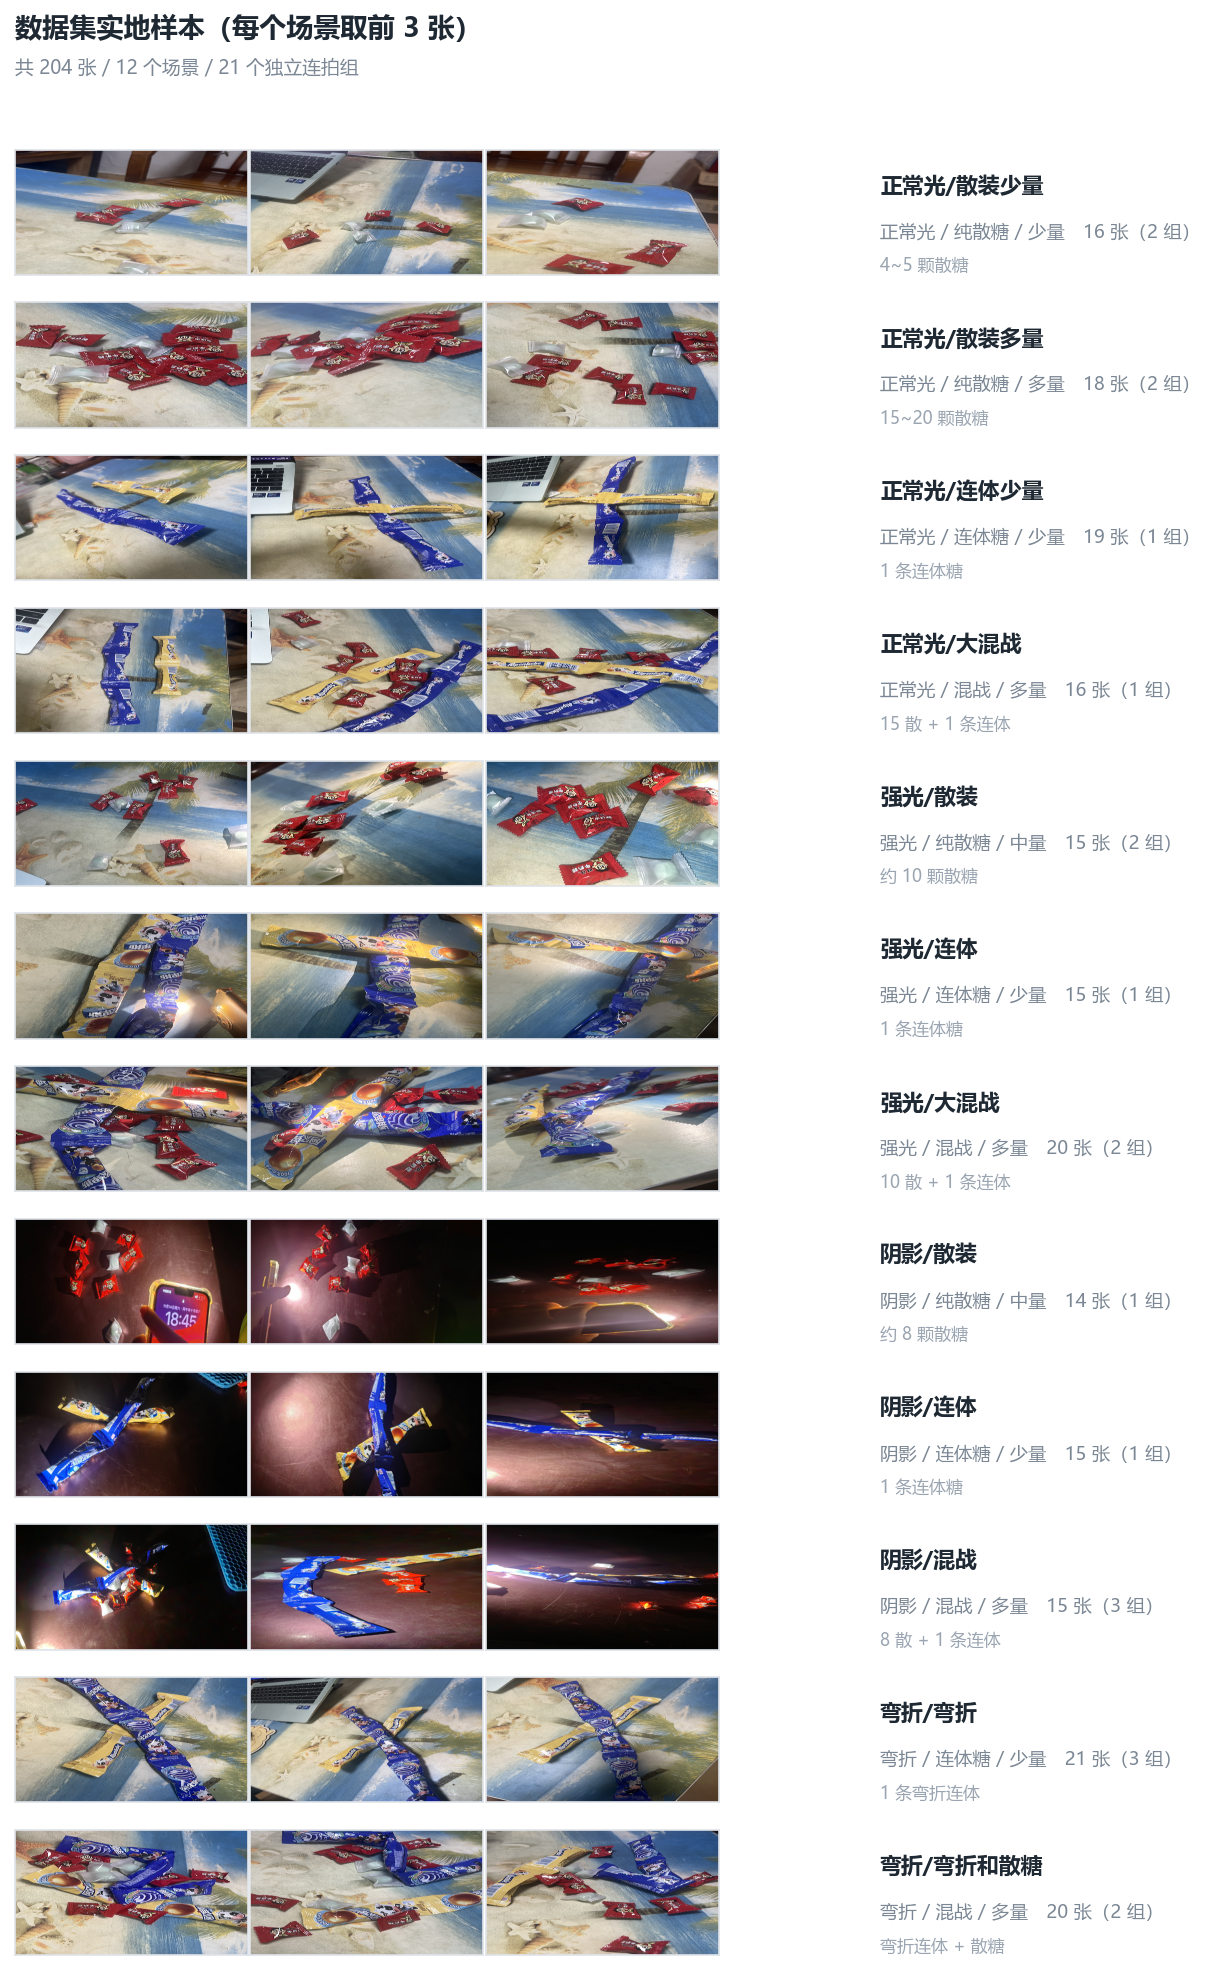 数据集实地样本（每个场景取前 3 张）
共 204 张 / 12 个场景 / 21 个独立连拍组
正常光/散装少量
正常光 / 纯散糖 / 少量 16 张（2 组）
4~5 颗散糖
正常光/散装多量
正常光 / 纯散糖 / 多量 18 张（2 组）
15~20 颗散糖
正常光/连体少量
正常光 / 连体糖 / 少量 19 张（1 组）
1 条连体糖
正常光/大混战
正常光 / 混战 / 多量 16 张（1 组）
15 散 + 1 条连体
强光/散装
强光 / 纯散糖 / 中量 15 张（2 组）
约 10 颗散糖
强光/连体
强光 / 连体糖 / 少量 15 张（1 组）
1 条连体糖
强光/大混战
强光 / 混战 / 多量 20 张（2 组）
10 散 + 1 条连体
18:45
阴影/散装
阴影 / 纯散糖 / 中量 14 张（1 组）
约 8 颗散糖
阴影/连体
阴影 / 连体糖 / 少量 15 张（1 组）
1 条连体糖
阴影/混战
阴影 / 混战 / 多量 15 张（3 组）
8 散 + 1 条连体
弯折/弯折
弯折 / 连体糖 / 少量 21 张（3 组）
1 条弯折连体
弯折/弯折和散糖
弯折 / 混战 / 多量 20 张（2 组）
弯折连体 + 散糖